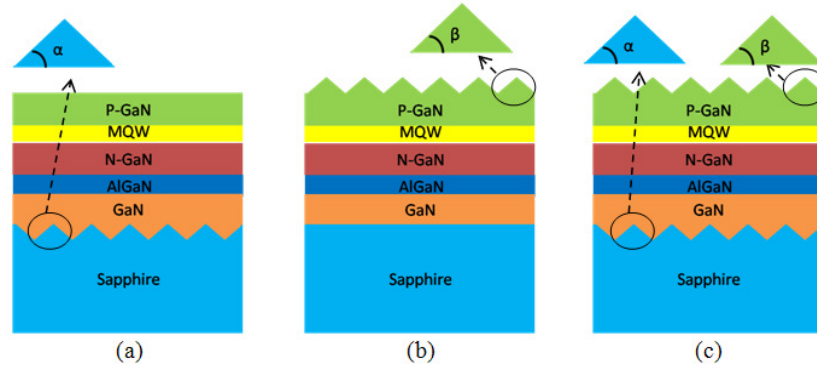 α
P-GaN
MQW
N-GaN
AlGaN
GaN
Sapphire
(a)
β
P-GaN
MQW
N-GaN
AlGaN
GaN
Sapphire
(b)
α
β
P-GaN
MQW
N-GaN
AlGaN
GaN
Sapphire
(c)